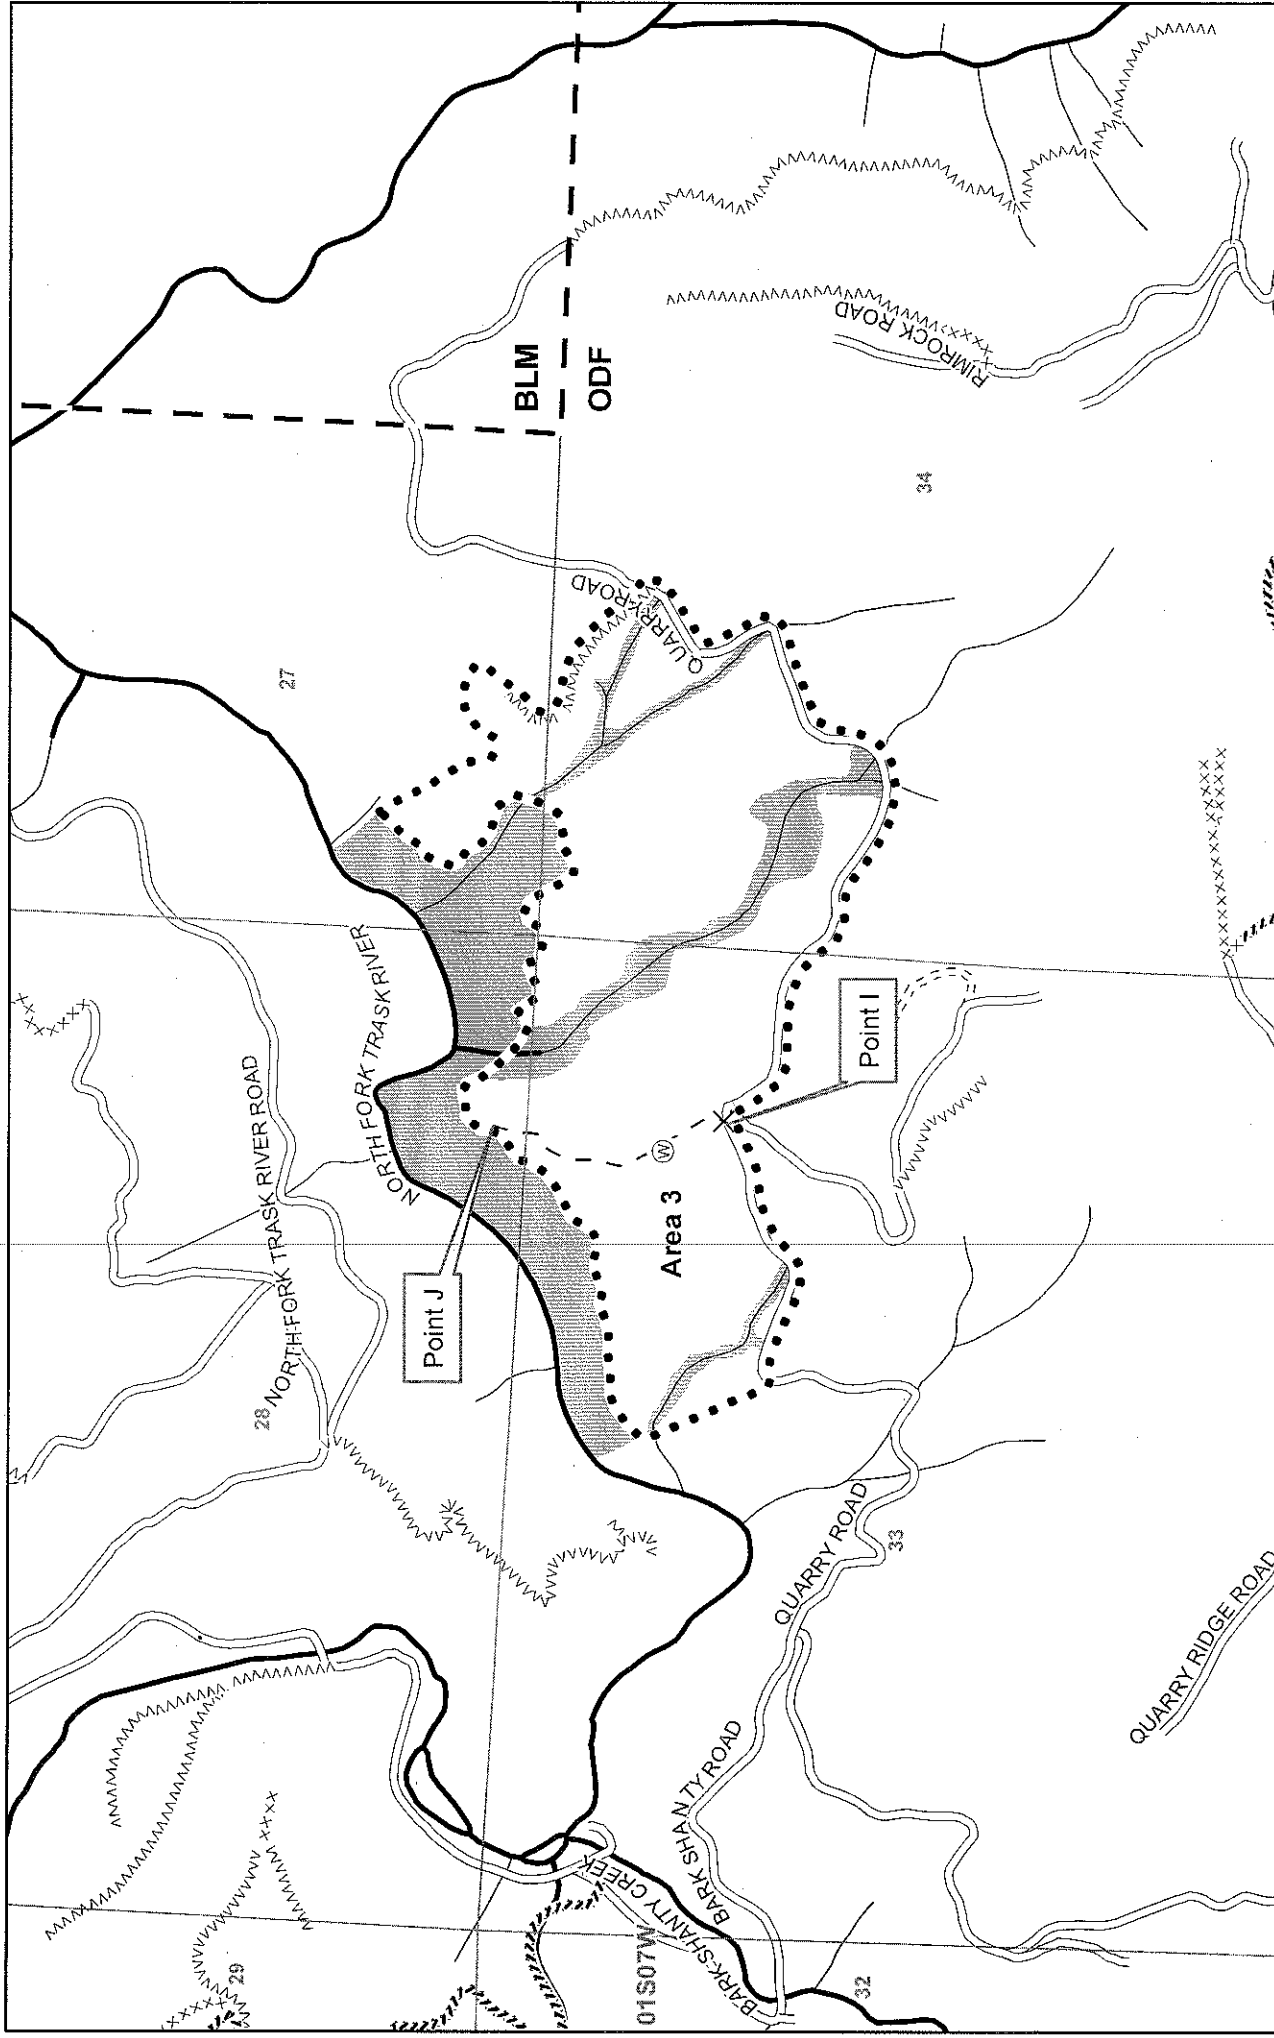 27
BLM
ODF
34
28
NORTH FORK TRASK RIVER ROAD
NORTH FORK TRASK RIVER
QUARRY ROAD
RIMROCK ROAD
Point J
Area 3
W
Point I
29
01S07W
BARK SHANTY CREEK
BARK SHANTY ROAD
QUARRY ROAD
33
32
QUARRY RIDGE ROAD